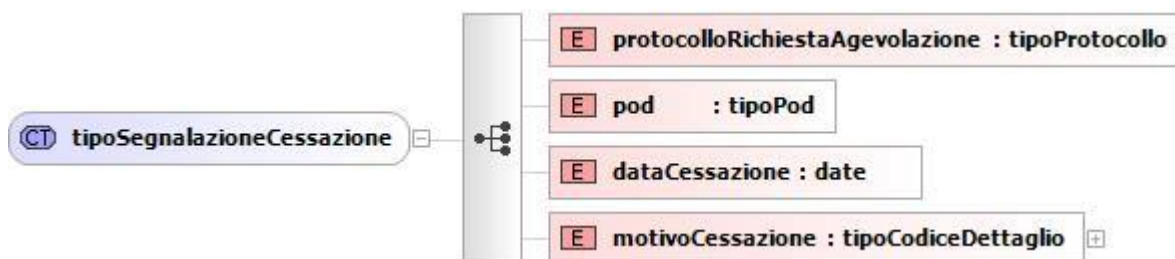 E protocolloRichiestaAgevolazione : tipoProtocollo
E pod : tipoPod
CT tipoSegnalazioneCessazione
E dataCessazione : date
E motivoCessazione : tipoCodiceDettaglio